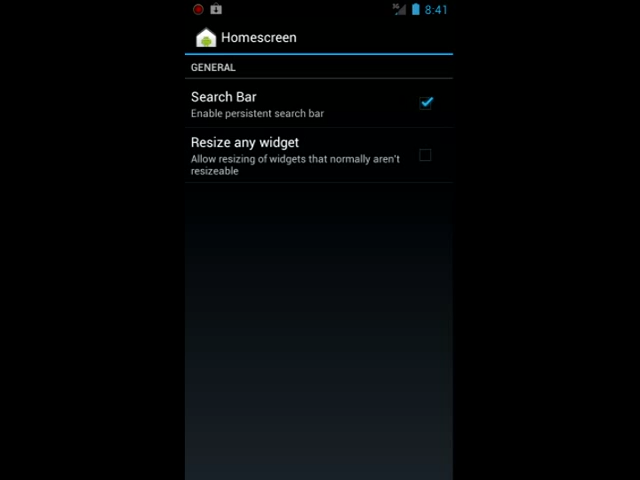 3G 8:41
Homescreen
GENERAL
Search Bar
Enable persistent search bar
Resize any widget
Allow resizing of widgets that normally aren't
resizeable